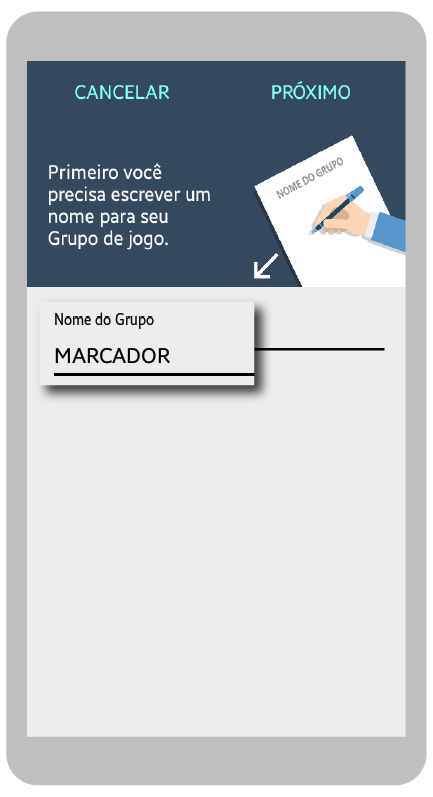 CANCELAR PRÓXIMO
Primeiro você
precisa escrever um
nome para seu
Grupo de jogo.
NOME DO GRUPO
Nome do Grupo
MARCADOR